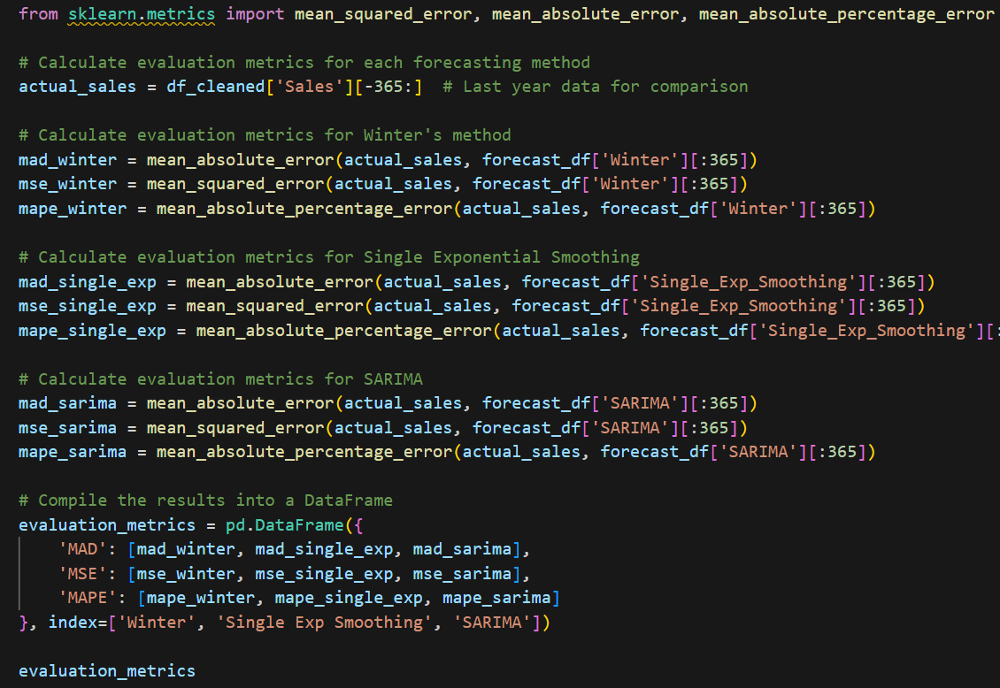 from sklearn.metrics import mean_squared_error, mean_absolute_error, mean_absolute_percentage_error
# Calculate evaluation metrics for each forecasting method
actual_sales = df_cleaned['Sales'][-365:]  # Last year data for comparison
# Calculate evaluation metrics for Winter's method
mad_winter = mean_absolute_error(actual_sales, forecast_df['Winter'][:365])
mse_winter = mean_squared_error(actual_sales, forecast_df['Winter'][:365])
mape_winter = mean_absolute_percentage_error(actual_sales, forecast_df['Winter'][:365])
# Calculate evaluation metrics for Single Exponential Smoothing
mad_single_exp = mean_absolute_error(actual_sales, forecast_df['Single_Exp_Smoothing'][:365])
mse_single_exp = mean_squared_error(actual_sales, forecast_df['Single_Exp_Smoothing'][:365])
mape_single_exp = mean_absolute_percentage_error(actual_sales, forecast_df['Single_Exp_Smoothing'][:
# Calculate evaluation metrics for SARIMA
mad_sarima = mean_absolute_error(actual_sales, forecast_df['SARIMA'][:365])
mse_sarima = mean_squared_error(actual_sales, forecast_df['SARIMA'][:365])
mape_sarima = mean_absolute_percentage_error(actual_sales, forecast_df['SARIMA'][:365])
# Compile the results into a DataFrame
evaluation_metrics = pd.DataFrame({
    'MAD': [mad_winter, mad_single_exp, mad_sarima],
    'MSE': [mse_winter, mse_single_exp, mse_sarima],
    'MAPE': [mape_winter, mape_single_exp, mape_sarima]
}, index=['Winter', 'Single Exp Smoothing', 'SARIMA'])
evaluation_metrics